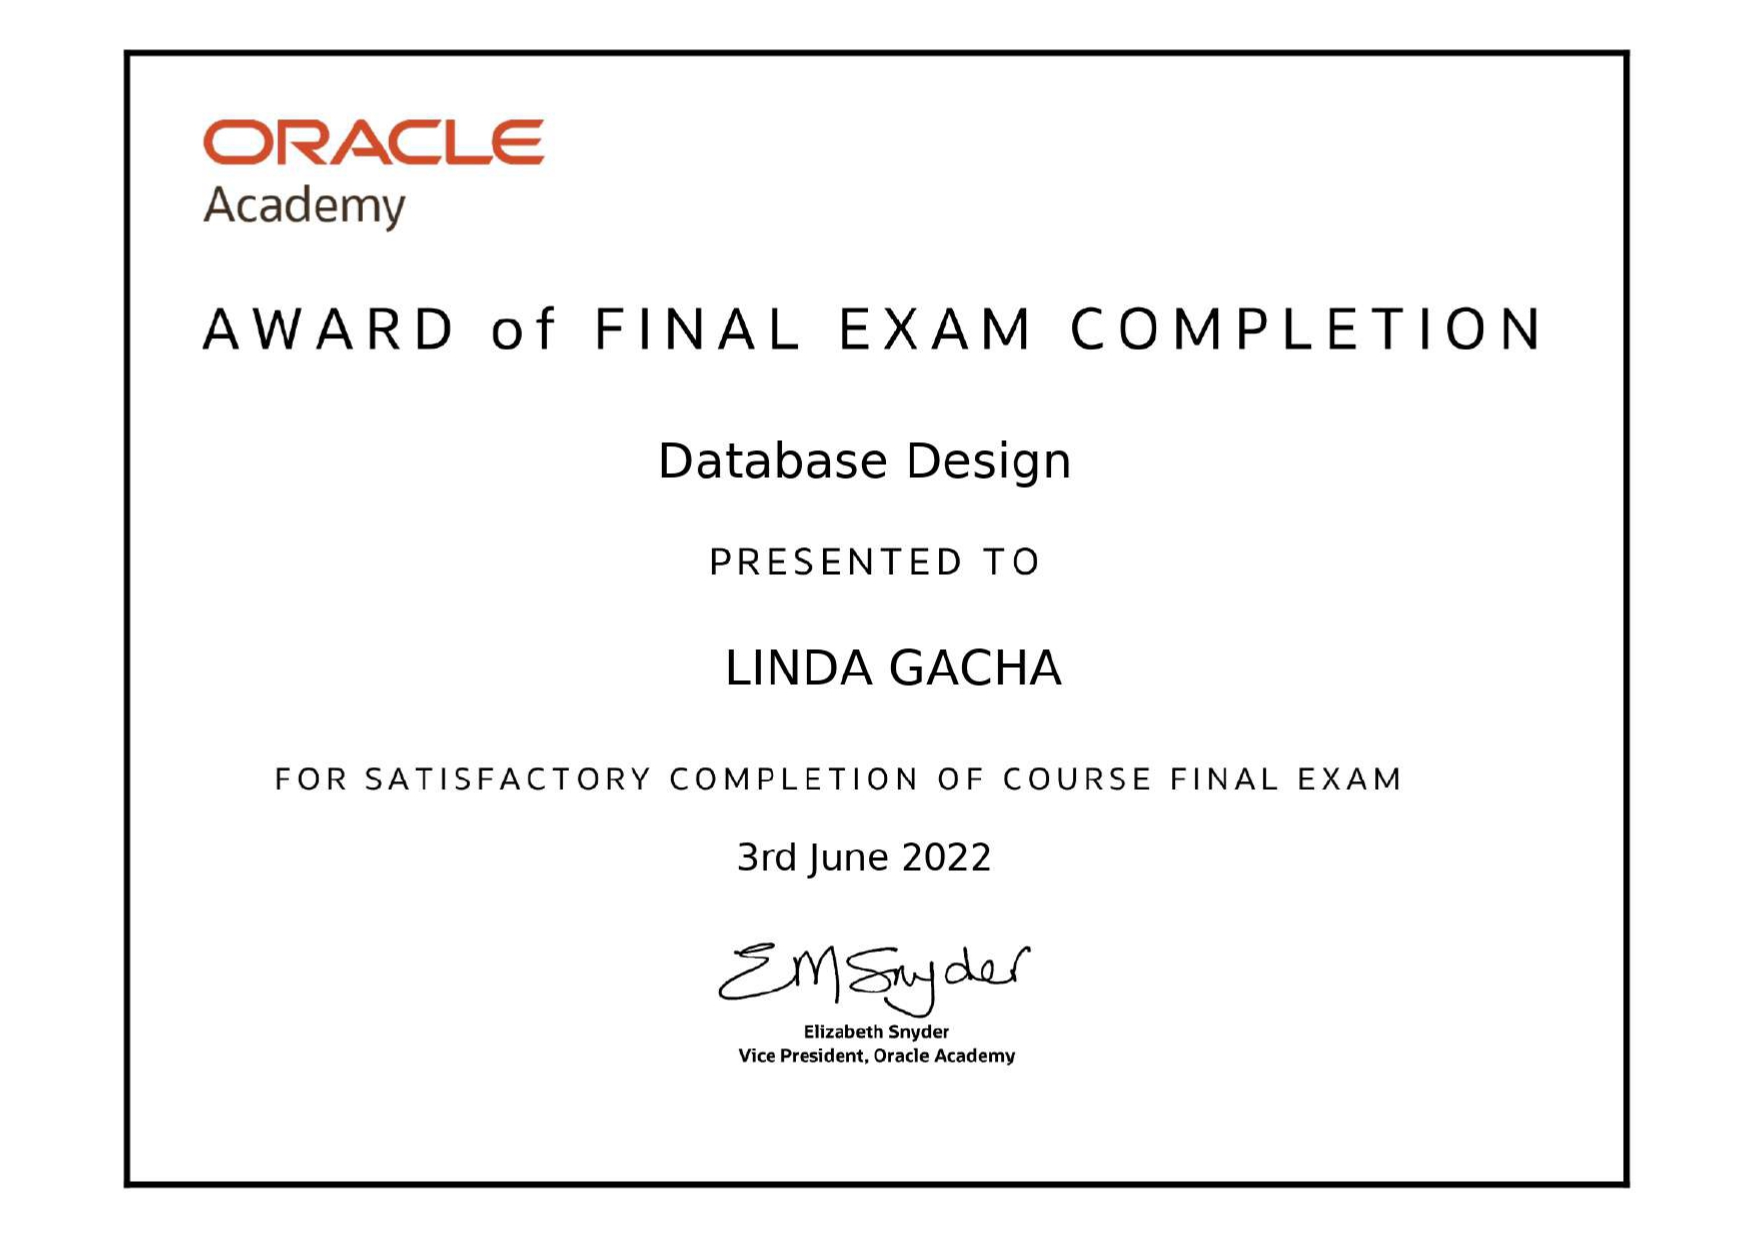 ORACLE
Academy
AWARD of FINAL EXAM COMPLETION
Database Design
PRESENTED TO
LINDA GACHA
FOR SATISFACTORY COMPLETION OF COURSE FINAL EXAM
3rd June 2022
EMSnyder
Elizabeth Snyder
Vice President, Oracle Academy